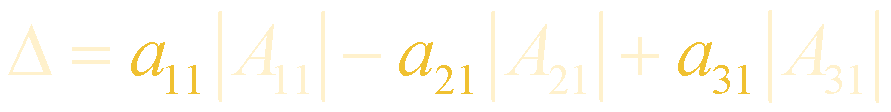 Δ = a₁₁|A₁₁| − a₂₁|A₂₁| + a₃₁|A₃₁|